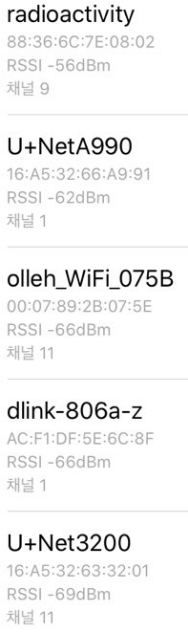 radioactivity
88:36:6C:7E:08:02
RSSI -56dBm
채널 9
U+NetA990
16:A5:32:66:A9:91
RSSI -62dBm
채널 1
olleh_WiFi_075B
00:07:89:2B:07:5E
RSSI -66dBm
채널 11
dlink-806a-z
AC:F1:DF:5E:6C:8F
RSSI -66dBm
채널 1
U+Net3200
16:A5:32:63:32:01
RSSI -69dBm
채널 11